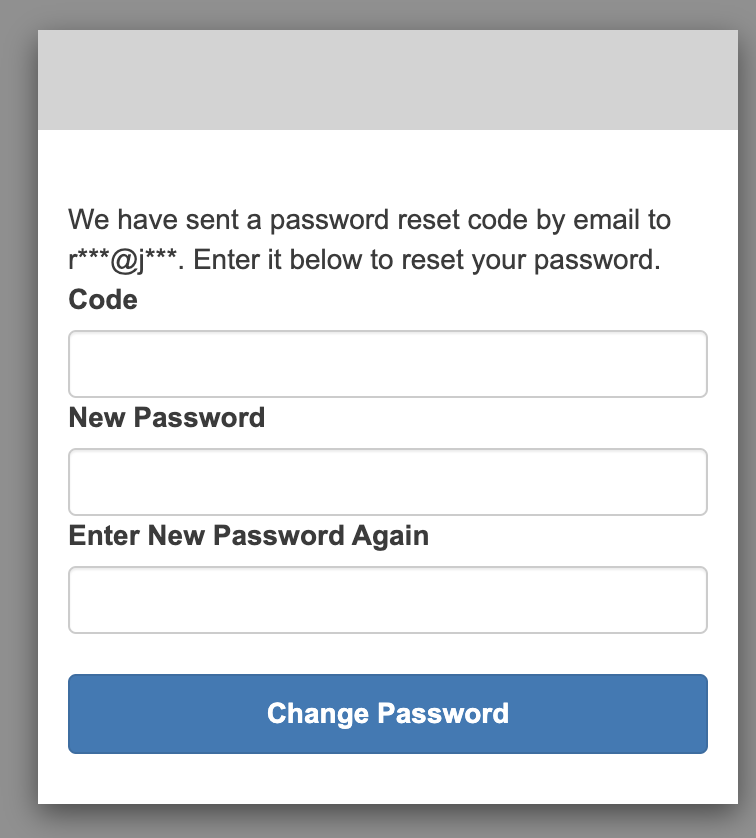 We have sent a password reset code by email to
r***@j***. Enter it below to reset your password.
Code
New Password
Enter New Password Again
Change Password